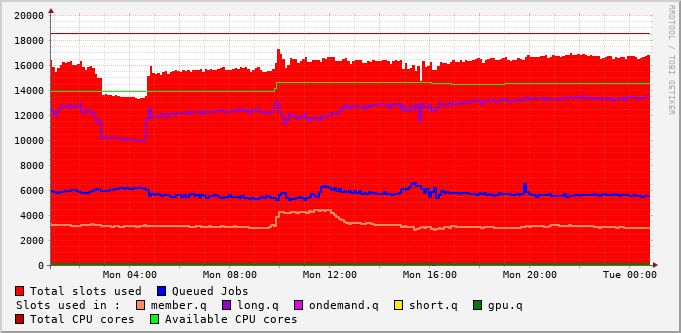 20000
18000
16000
14000
12000
10000
8000
6000
4000
2000
0
Mon 04:00 Mon 08:00 Mon 12:00 Mon 16:00 Mon 20:00 Tue 00:00
Total slots used Queued Jobs
Slots used in : member.q long.q ondemand.q short.q gpu.q
Total CPU cores Available CPU cores
RRDTOOL / TOBI OETIKER